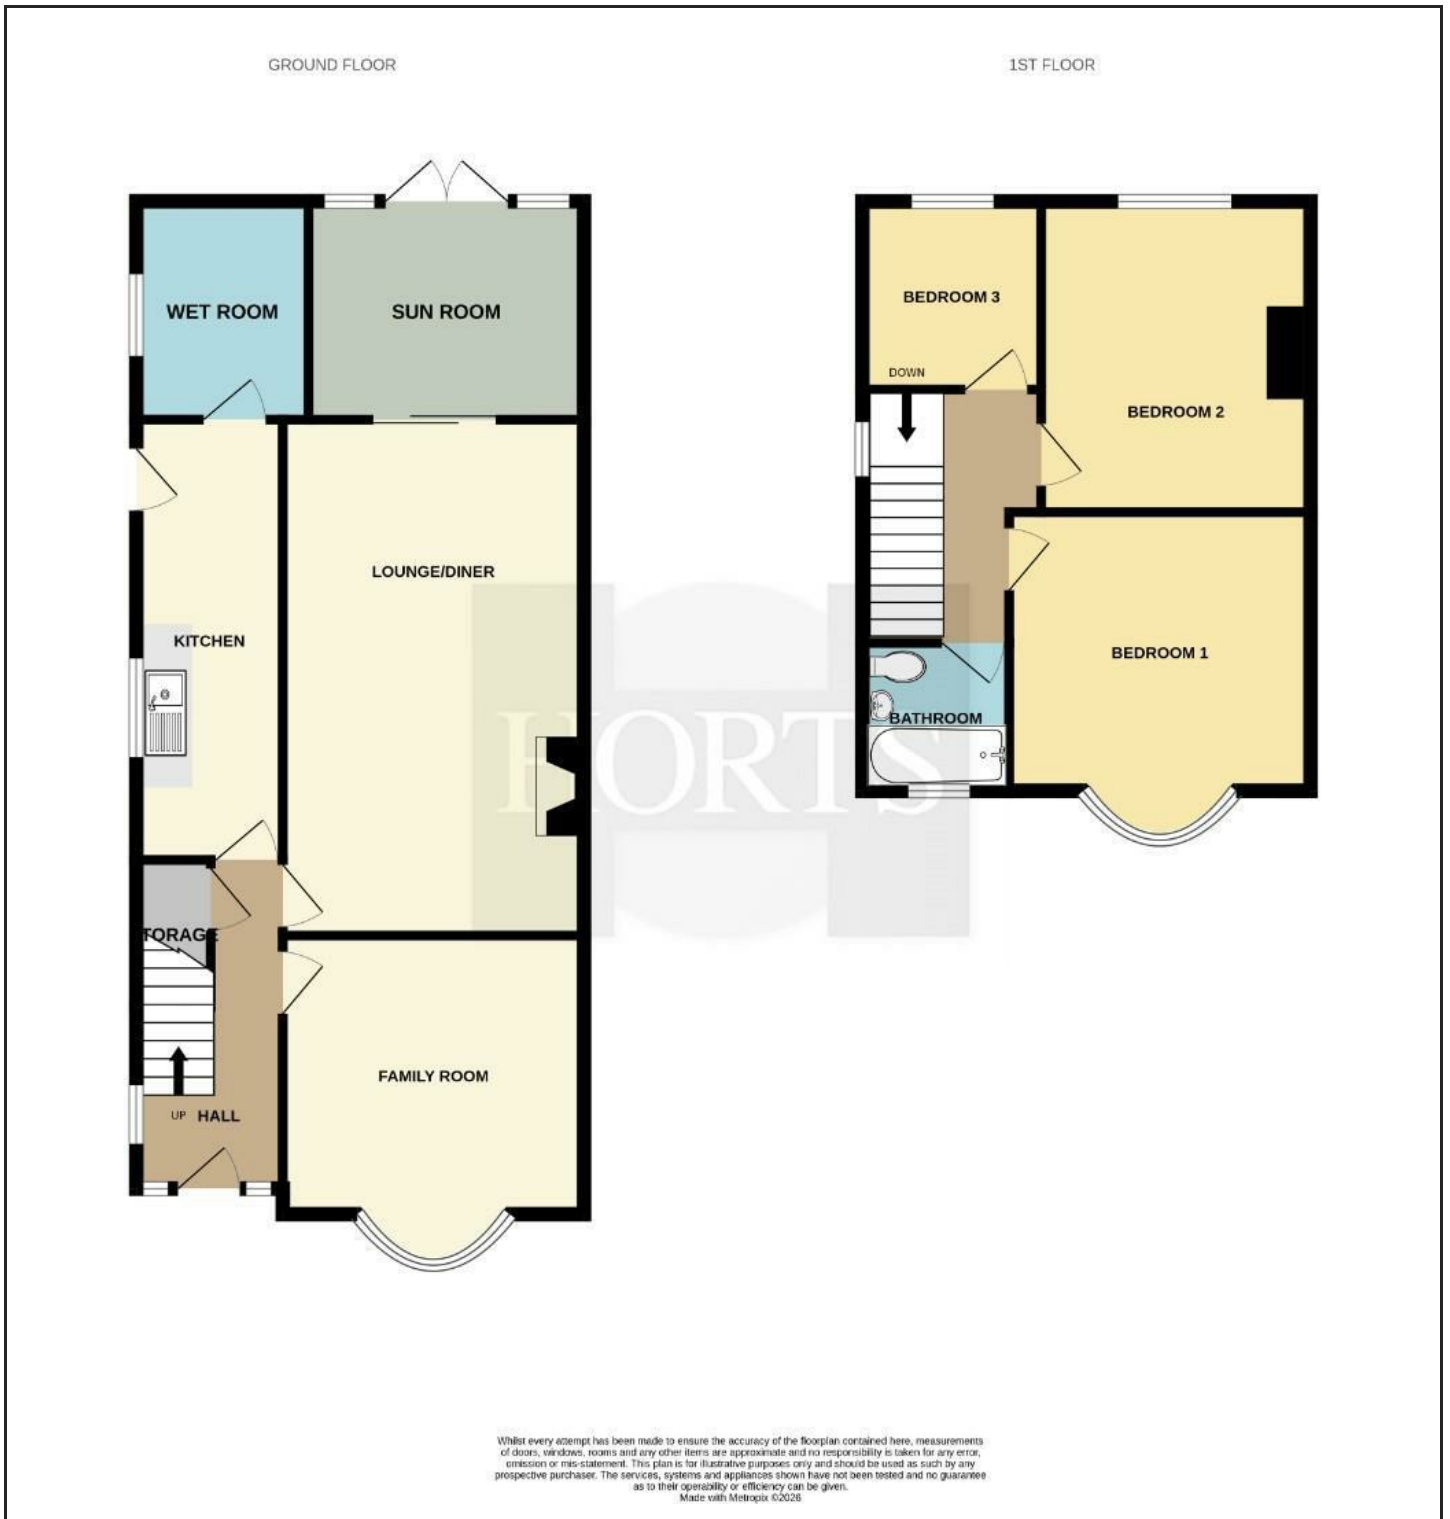 GROUND FLOOR
1ST FLOOR
WET ROOM
SUN ROOM
LOUNGE/DINER
KITCHEN
TORAGE
FAMILY ROOM
UP HALL
BEDROOM 3
DOWN
BEDROOM 2
BEDROOM 1
BATHROOM
HORTS
Whilst every attempt has been made to ensure the accuracy of the floorplan contained here, measurements
of doors, windows, rooms and any other items are approximate and no responsibility is taken for any error,
omission or mis-statement. This plan is for illustrative purposes only and should be used as such by any
prospective purchaser. The services, systems and appliances shown have not been tested and no guarantee
as to their operability or efficiency can be given.
Made with Metropix ©2026